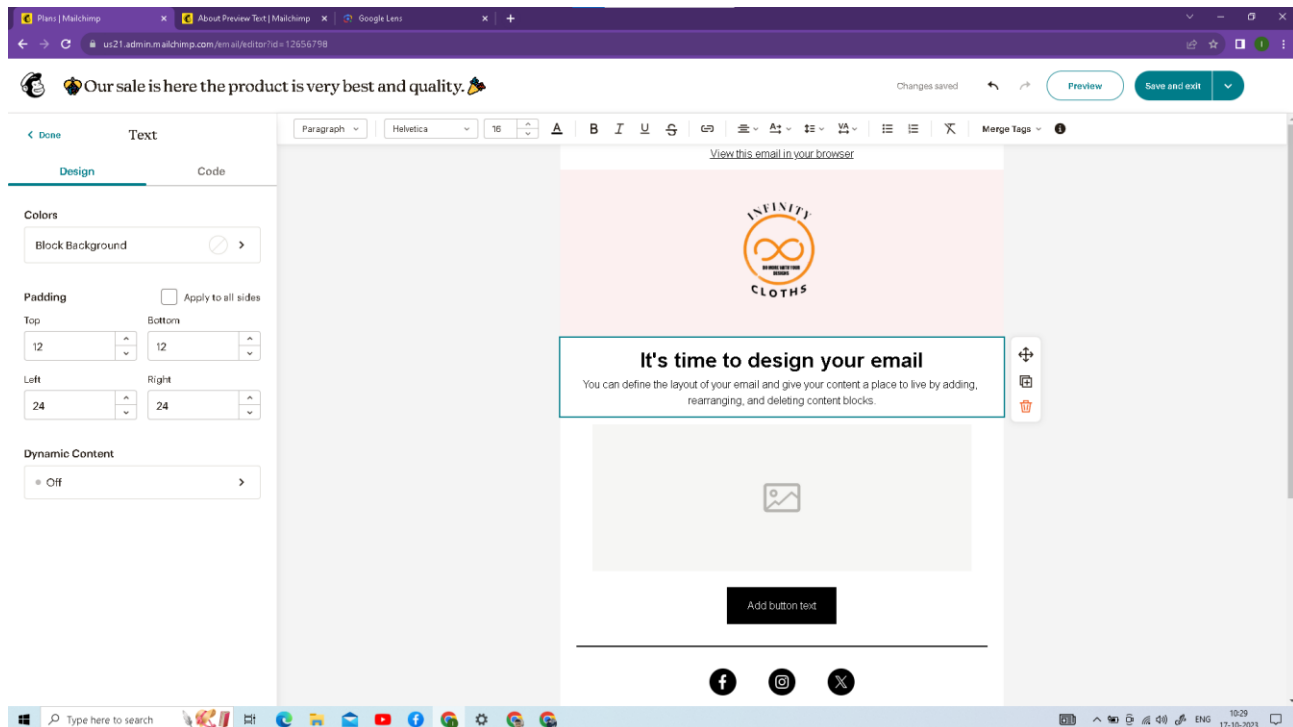 Plans | Mailchimp
About Preview Text | Mailchimp
Google Lens
us21.admin.mailchimp.com/email/editor?id=12656798
Our sale is here the product is very best and quality.
Changes saved
Preview
Save and exit
Done
Text
Paragraph
Helvetica
16
A
B I U S
Merge Tags
Design
Code
View this email in your browser
Colors
Block Background
INFINITY
CLOTHS
Padding
Apply to all sides
Top
Bottom
12
12
Left
Right
24
24
It's time to design your email
You can define the layout of your email and give your content a place to live by adding,
rearranging, and deleting content blocks.
Dynamic Content
Off
Add button text
Type here to search
ENG
10:29
17-10-2023